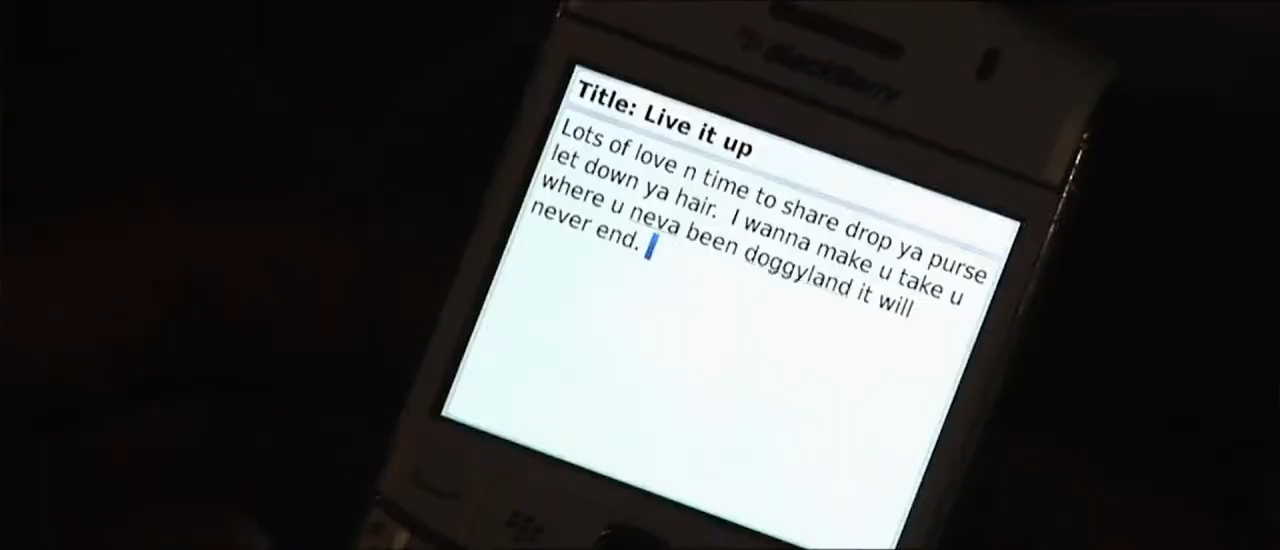 BlackBerry
Title: Live it up
Lots of love n time to share drop ya purse
let down ya hair.  I wanna make u take u
where u neva been doggyland it will
never end.